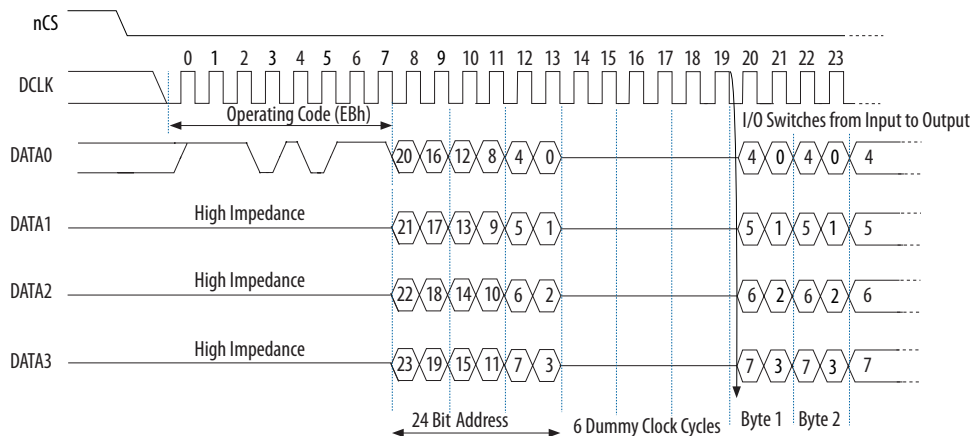 nCS
0 1 2 3 4 5 6 7 8 9 10 11 12 13 14 15 16 17 18 19 20 21 22 23
DCLK
Operating Code (EBh)
I/O Switches from Input to Output
DATA0 20 16 12 8 4 0 4 0 4 0 4
High Impedance
DATA1 21 17 13 9 5 1 5 1 5 1 5
High Impedance
DATA2 22 18 14 10 6 2 6 2 6 2 6
High Impedance
DATA3 23 19 15 11 7 3 7 3 7 3 7
24 Bit Address 6 Dummy Clock Cycles Byte 1 Byte 2